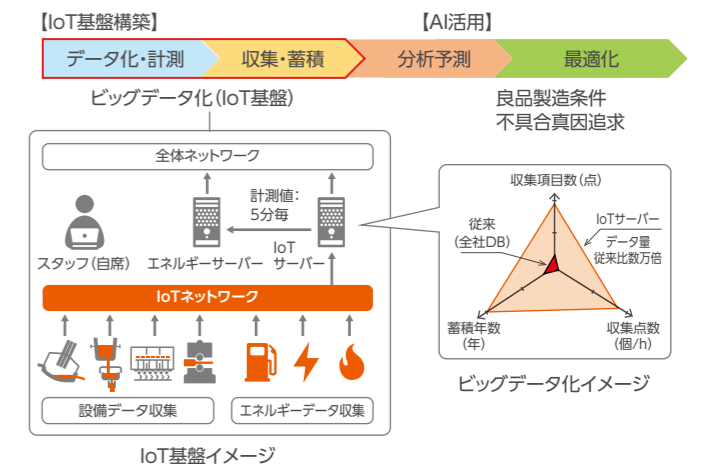 【IoT基盤構築】
【AI活用】
データ化・計測
収集・蓄積
分析予測
最適化
ビッグデータ化(IoT基盤)
良品製造条件
不具合真因追求
全体ネットワーク
計測値:
5分毎
スタッフ(自席)
エネルギーサーバー
IoT
サーバー
IoTネットワーク
設備データ収集
エネルギーデータ収集
IoT基盤イメージ
収集項目数(点)
従来
(全社DB)
IoTサーバー
データ量
従来比数万倍
蓄積年数
(年)
収集点数
(個/h)
ビッグデータ化イメージ